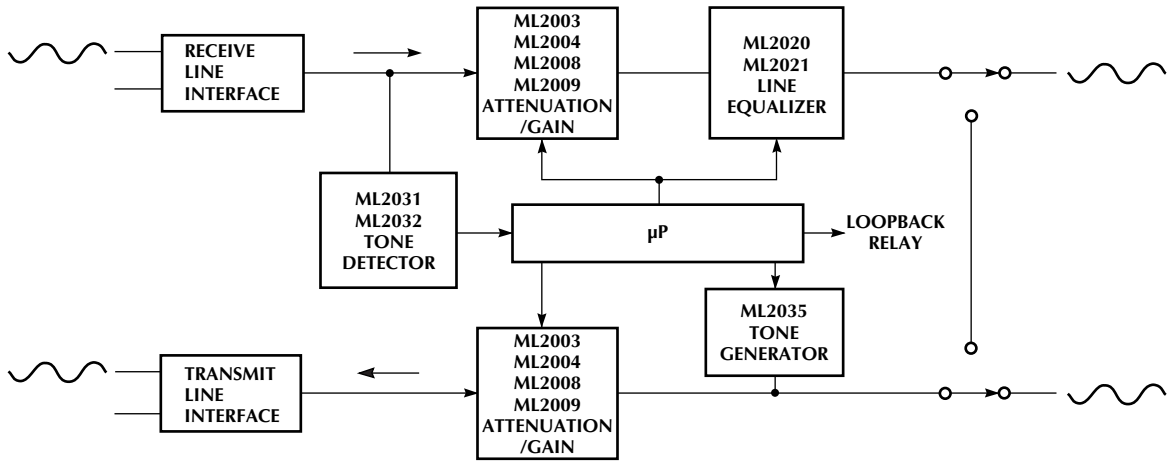 RECEIVE
LINE
INTERFACE
ML2003
ML2004
ML2008
ML2009
ATTENUATION
/GAIN
ML2020
ML2021
LINE
EQUALIZER
ML2031
ML2032
TONE
DETECTOR
µP
LOOPBACK
RELAY
ML2035
TONE
GENERATOR
TRANSMIT
LINE
INTERFACE
ML2003
ML2004
ML2008
ML2009
ATTENUATION
/GAIN